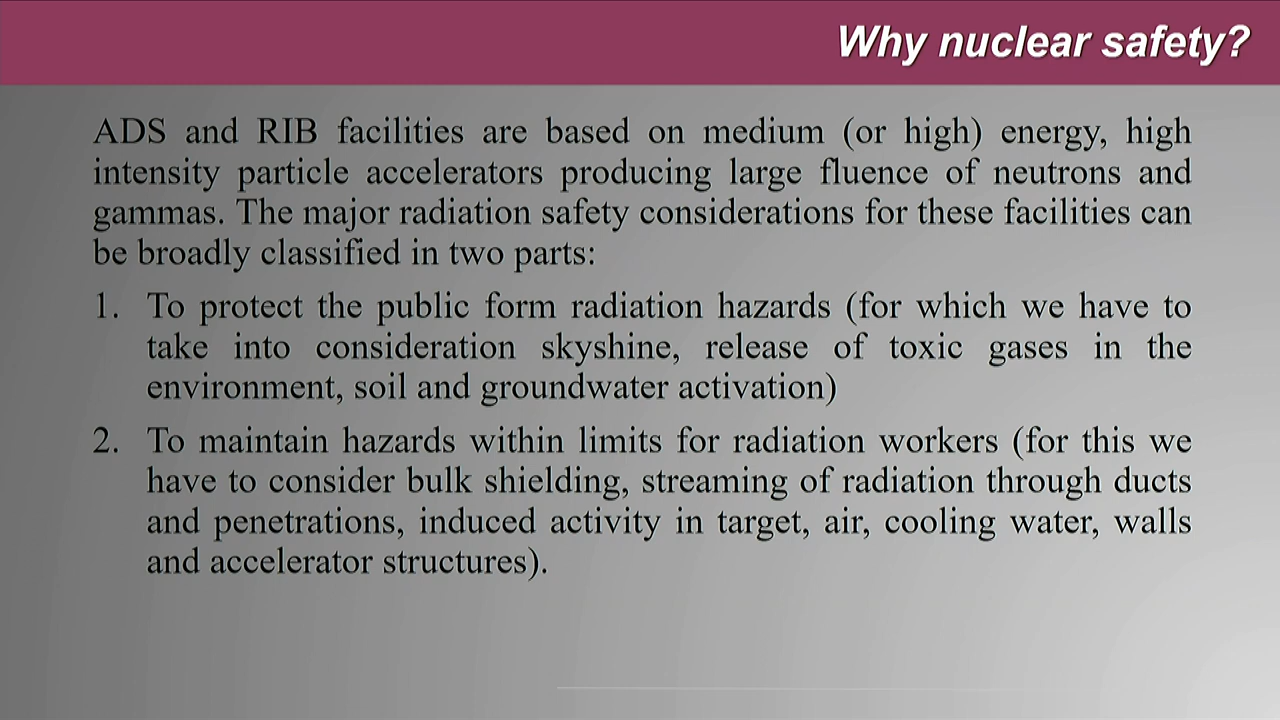 Why nuclear safety?
ADS and RIB facilities are based on medium (or high) energy, high
intensity particle accelerators producing large fluence of neutrons and
gammas. The major radiation safety considerations for these facilities can
be broadly classified in two parts:
1. To protect the public form radiation hazards (for which we have to
take into consideration skyshine, release of toxic gases in the
environment, soil and groundwater activation)
2. To maintain hazards within limits for radiation workers (for this we
have to consider bulk shielding, streaming of radiation through ducts
and penetrations, induced activity in target, air, cooling water, walls
and accelerator structures).